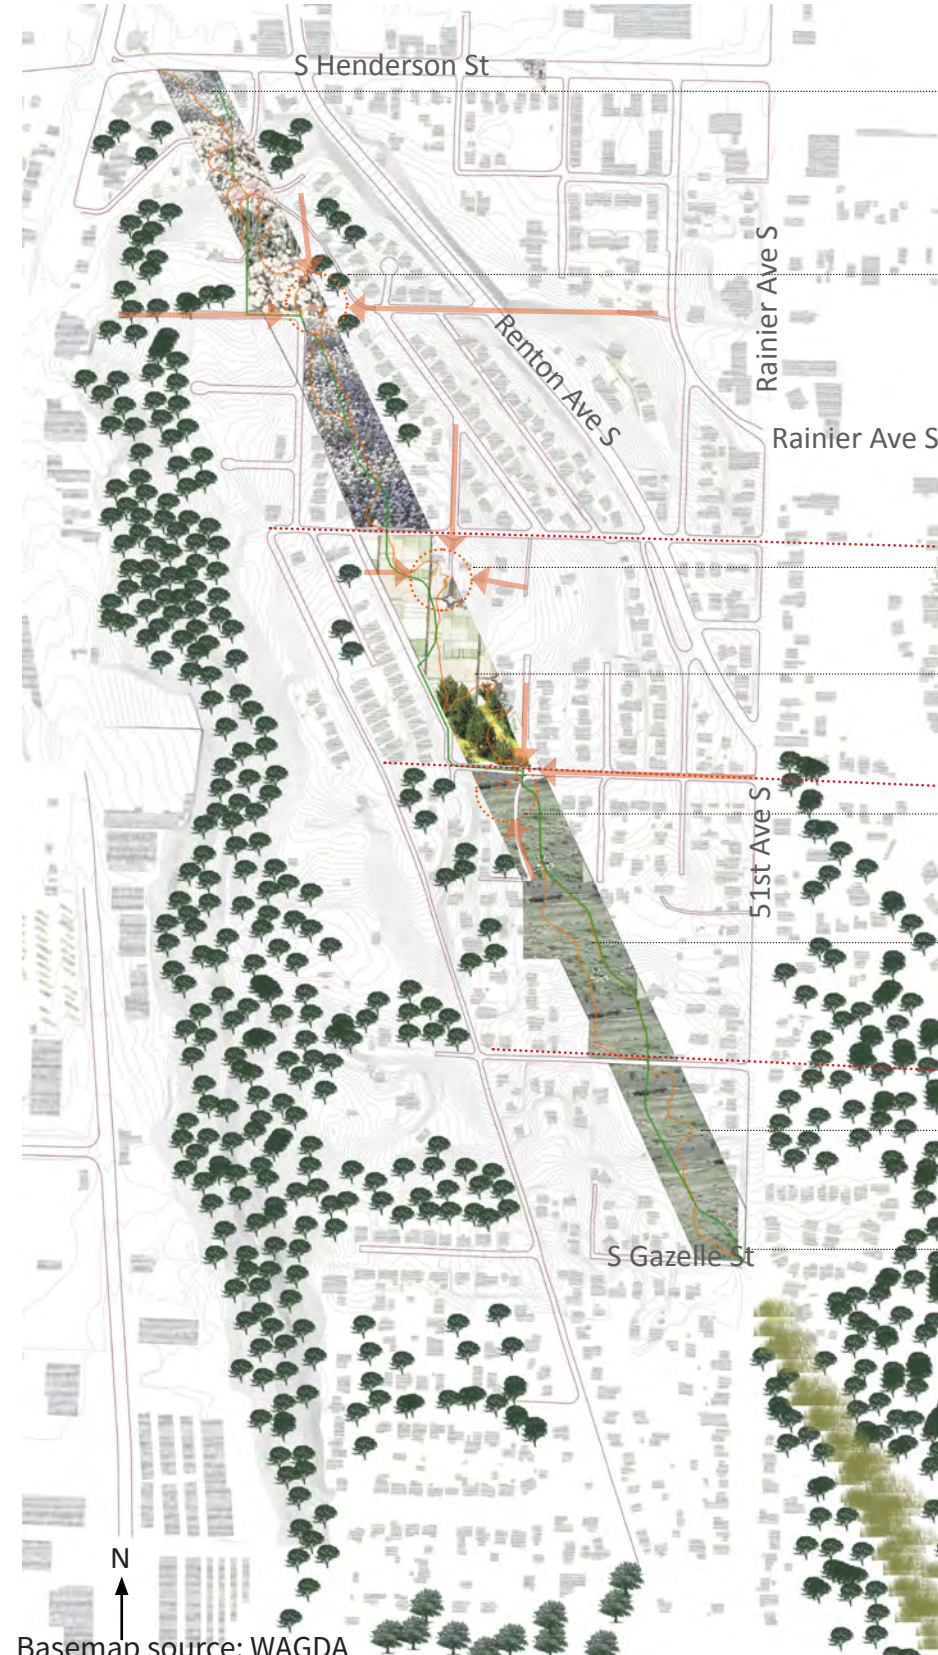 S Henderson St
Rainier Ave S
Renton Ave S
Rainier Ave S
51st Ave S
S Gazelle St
N
Basemap source: WAGDA